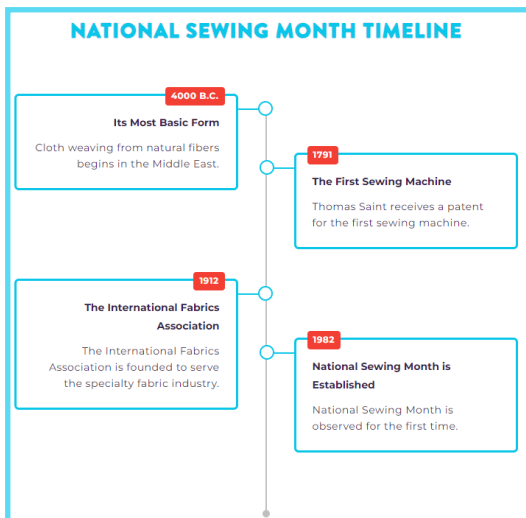 NATIONAL SEWING MONTH TIMELINE
4000 B.C.
Its Most Basic Form
Cloth weaving from natural fibers
begins in the Middle East.
1791
The First Sewing Machine
Thomas Saint receives a patent
for the first sewing machine.
1912
The International Fabrics
Association
The International Fabrics
Association is founded to serve
the specialty fabric industry.
1982
National Sewing Month is
Established
National Sewing Month is
observed for the first time.